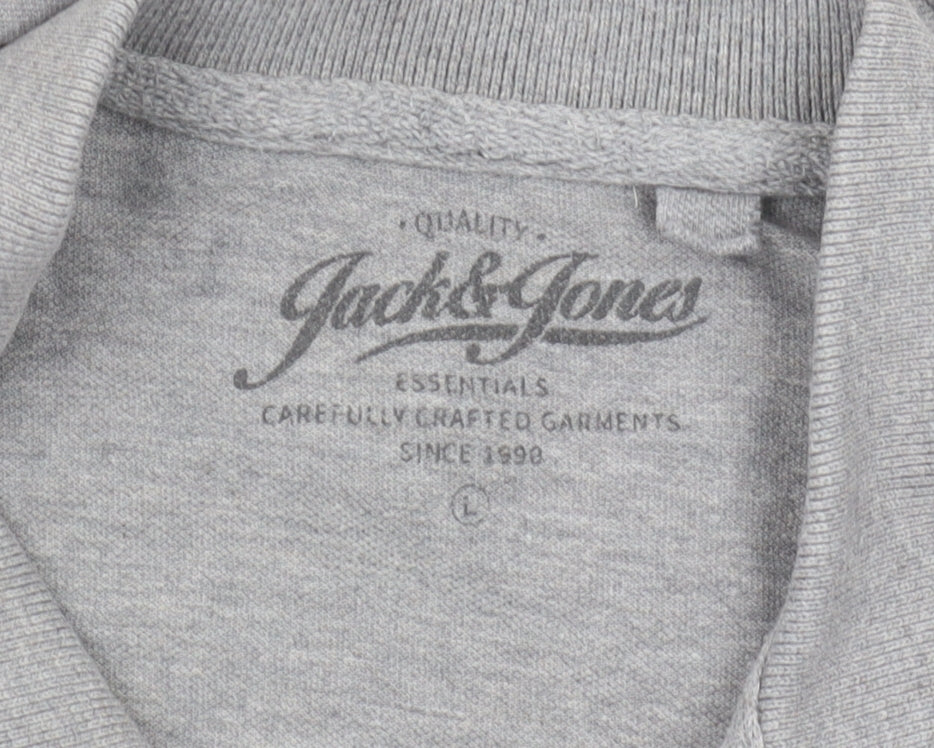 • QUALITY •
Jack&Jones
ESSENTIALS
CAREFULLY CRAFTED GARMENTS
SINCE 1990
L